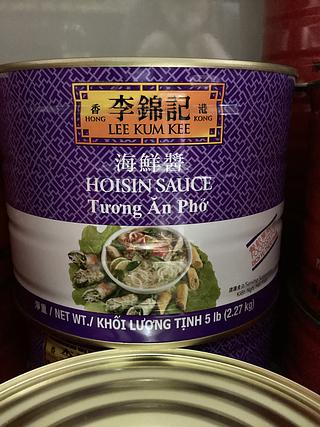 香 李錦記 港
HONG KONG
LEE KUM KEE
海鮮醬
HOISIN SAUCE
Tương Ăn Phở
淨重 / NET WT./ KHỐI LƯỢNG TỊNH 5 lb (2.27 kg)